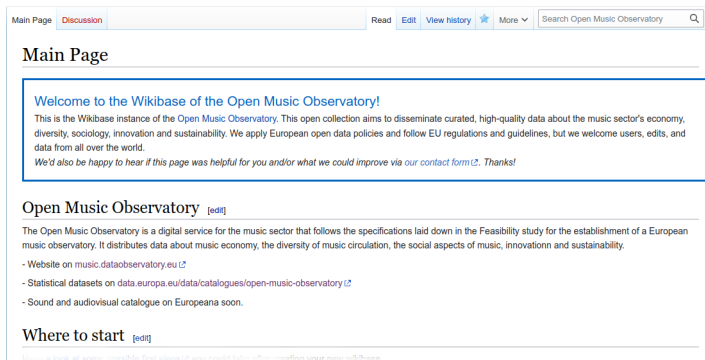 Main Page Discussion Read Edit View history More Search Open Music Observatory
Main Page
Welcome to the Wikibase of the Open Music Observatory!
This is the Wikibase instance of the Open Music Observatory. This open collection aims to disseminate curated, high-quality data about the music sector's economy,
diversity, sociology, innovation and sustainability. We apply European open data policies and follow EU regulations and guidelines, but we welcome users, edits, and
data from all over the world.
We'd also be happy to hear if this page was helpful for you and/or what we could improve via our contact form. Thanks!
Open Music Observatory [edit]
The Open Music Observatory is a digital service for the music sector that follows the specifications laid down in the Feasibility study for the establishment of a European
music observatory. It distributes data about music economy, the diversity of music circulation, the social aspects of music, innovationn and sustainability.
- Website on music.dataobservatory.eu
- Statistical datasets on data.europa.eu/data/catalogues/open-music-observatory
- Sound and audiovisual catalogue on Europeana soon.
Where to start [edit]